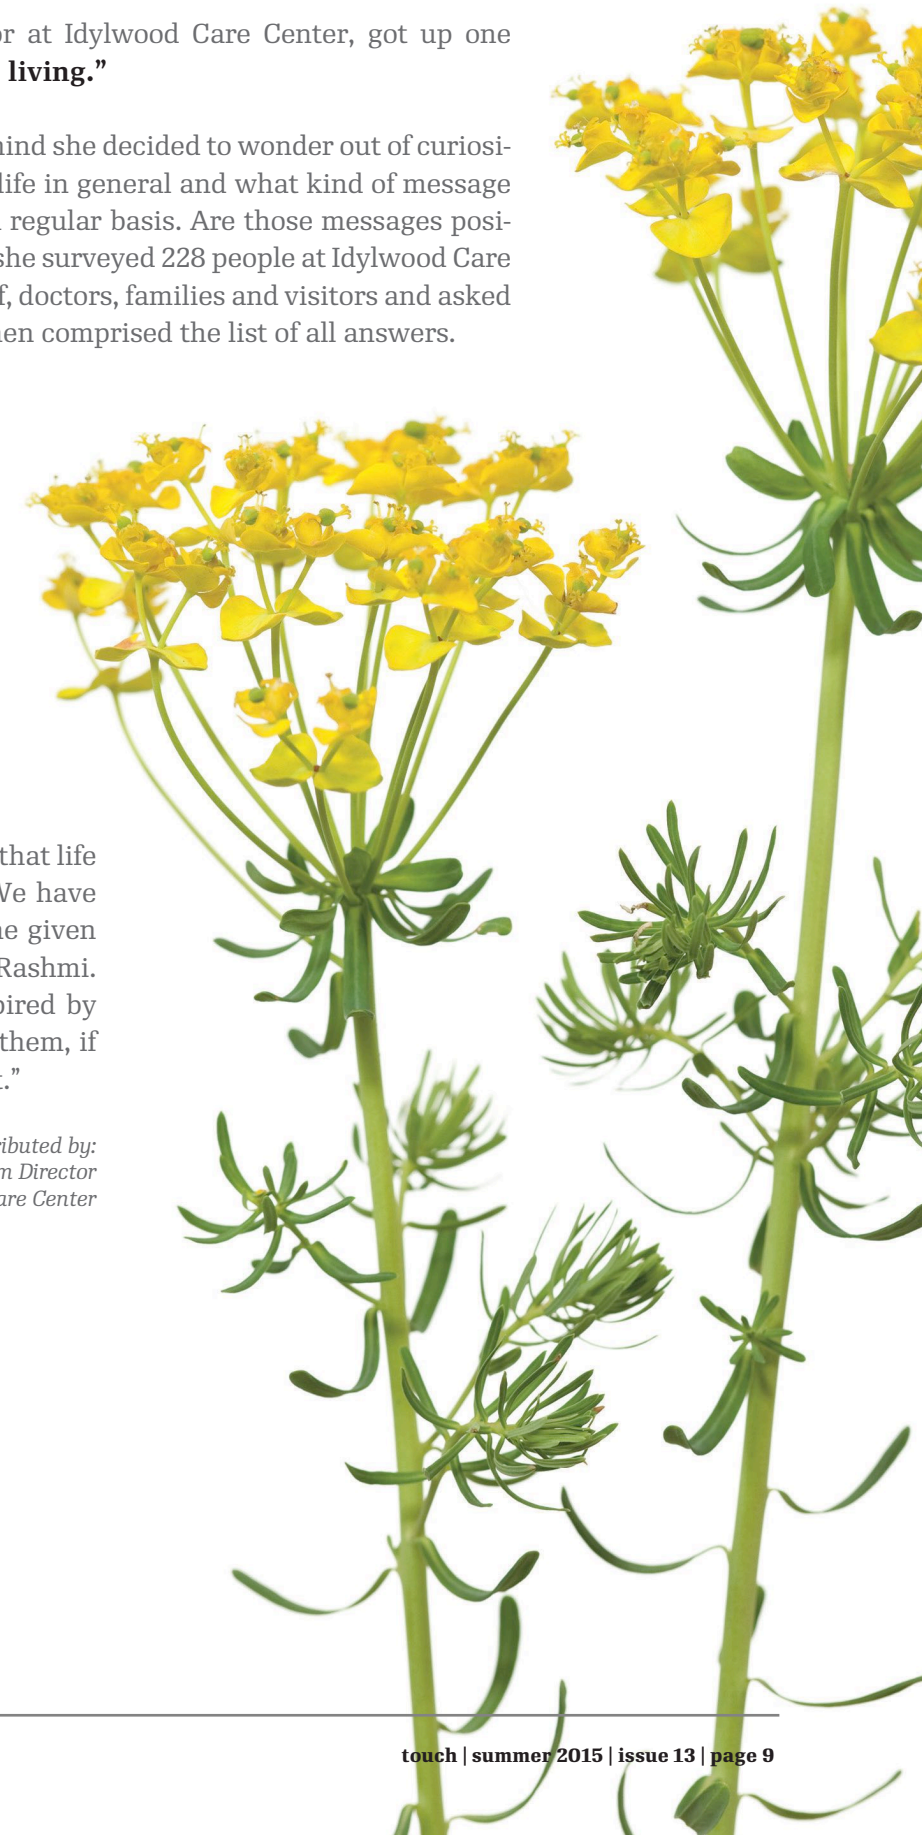 or at Idylwood Care Center, got up one
living.”
mind she decided to wonder out of curiosi-
life in general and what kind of message
regular basis. Are those messages posi-
she surveyed 228 people at Idylwood Care
f, doctors, families and visitors and asked
hen comprised the list of all answers.
that life
We have
he given
Rashmi.
pired by
them, if
t.”
ributed by:
m Director
are Center
touch | summer 2015 | issue 13 | page 9